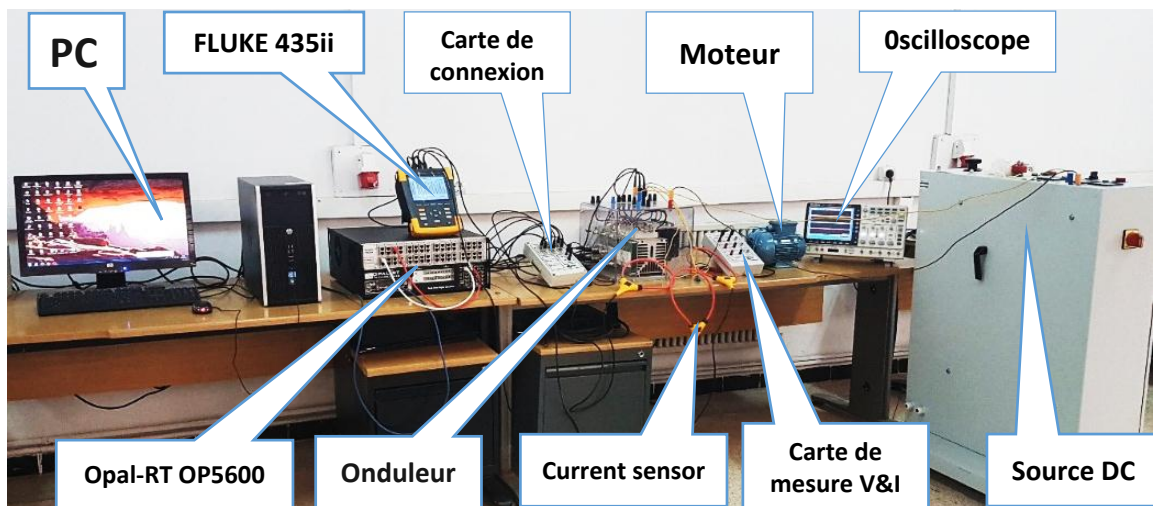 PC
FLUKE 435ii
Carte de
connexion
Moteur
0scilloscope
Opal-RT OP5600
Onduleur
Current sensor
Carte de
mesure V&I
Source DC